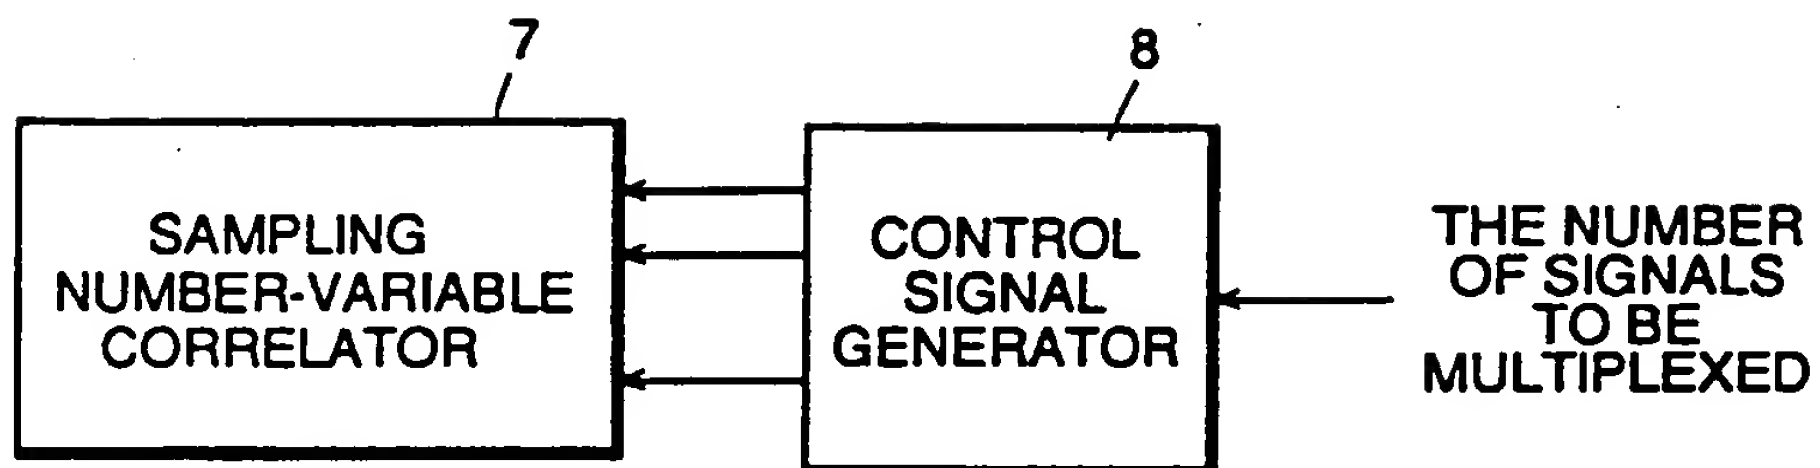 7
8
SAMPLING
NUMBER-VARIABLE
CORRELATOR
CONTROL
SIGNAL
GENERATOR
THE NUMBER
OF SIGNALS
TO BE
MULTIPLEXED